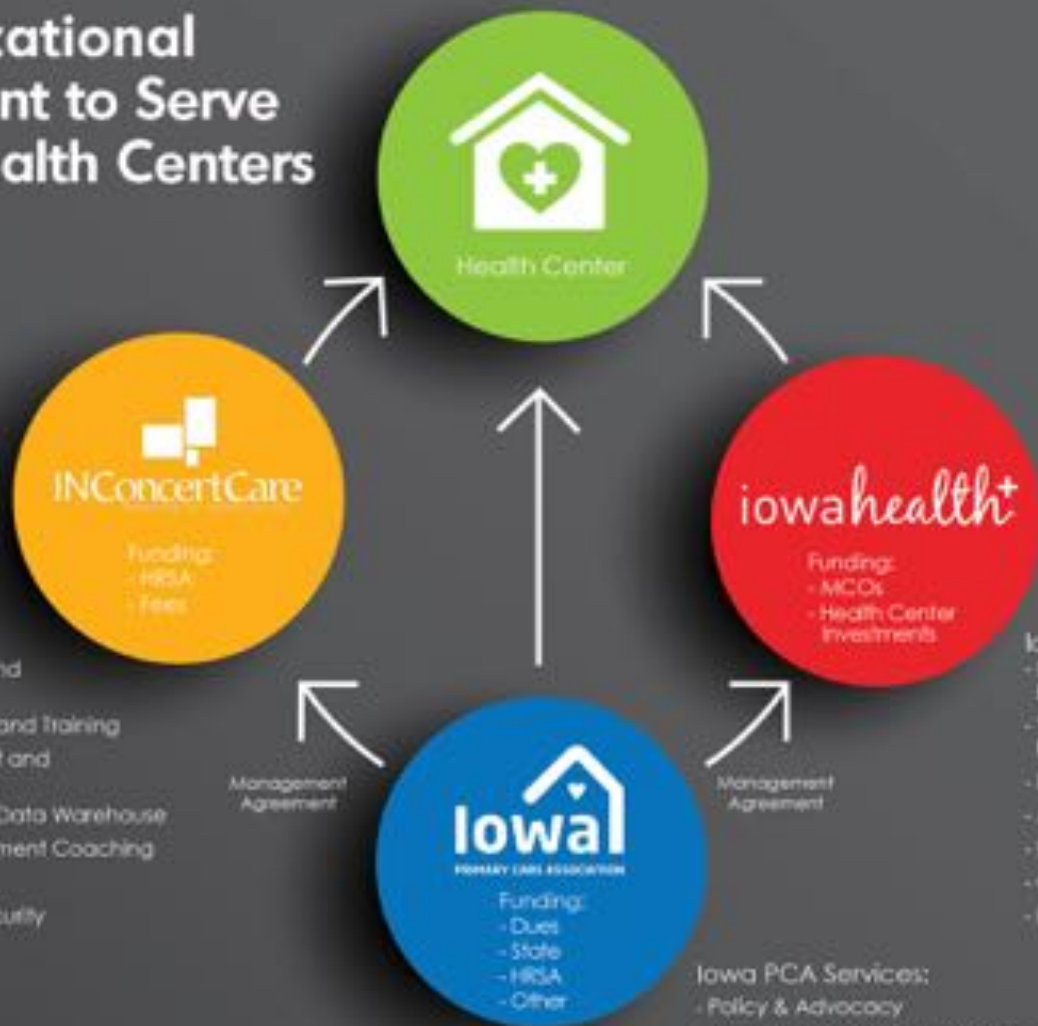 zational
nt to Serve
alth Centers
Health Center
INConcertCare
Funding:
- HRSA
- Fees
iowahealth+
Funding:
- MCOs
- Health Center
Investments
nd
and Training
and
Data Warehouse
ment Coaching
curity
Management
Agreement
Management
Agreement
Iowa
PRIMARY CARE ASSOCIATION
Funding:
- Dues
- State
- HRSA
- Other
Iowa PCA Services:
- Policy & Advocacy